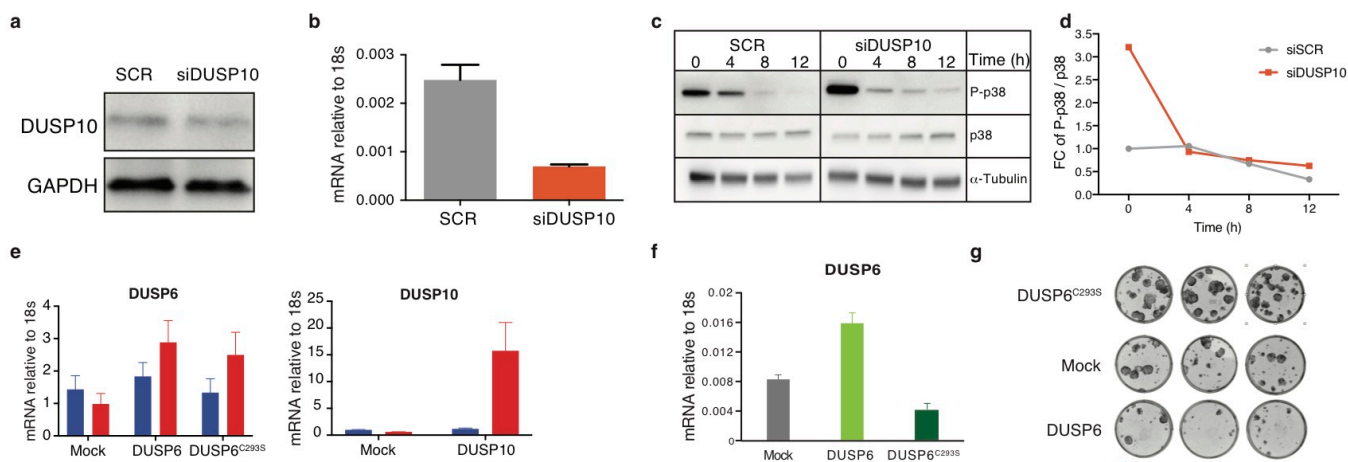 a
SCR siDUSP10
DUSP10
GAPDH
b
mRNA relative to 18s
0.003
0.002
0.001
0.000
SCR siDUSP10
c
SCR siDUSP10
0 4 8 12 0 4 8 12 Time (h)
P-p38
p38
α-Tubulin
d
FC of P-p38 / p38
3.5
3.0
2.5
2.0
1.5
1.0
0.5
0.0
0 4 8 12
Time (h)
siSCR
siDUSP10
e
DUSP6
mRNA relative to 18s
4
3
2
1
0
Mock DUSP6 DUSP6C293S
DUSP10
mRNA relative to 18s
25
20
15
10
5
0
Mock DUSP10
f
DUSP6
mRNA relative to 18s
0.02
0.016
0.012
0.008
0.004
0
Mock DUSP6 DUSP6C293S
g
DUSP6C293S
Mock
DUSP6